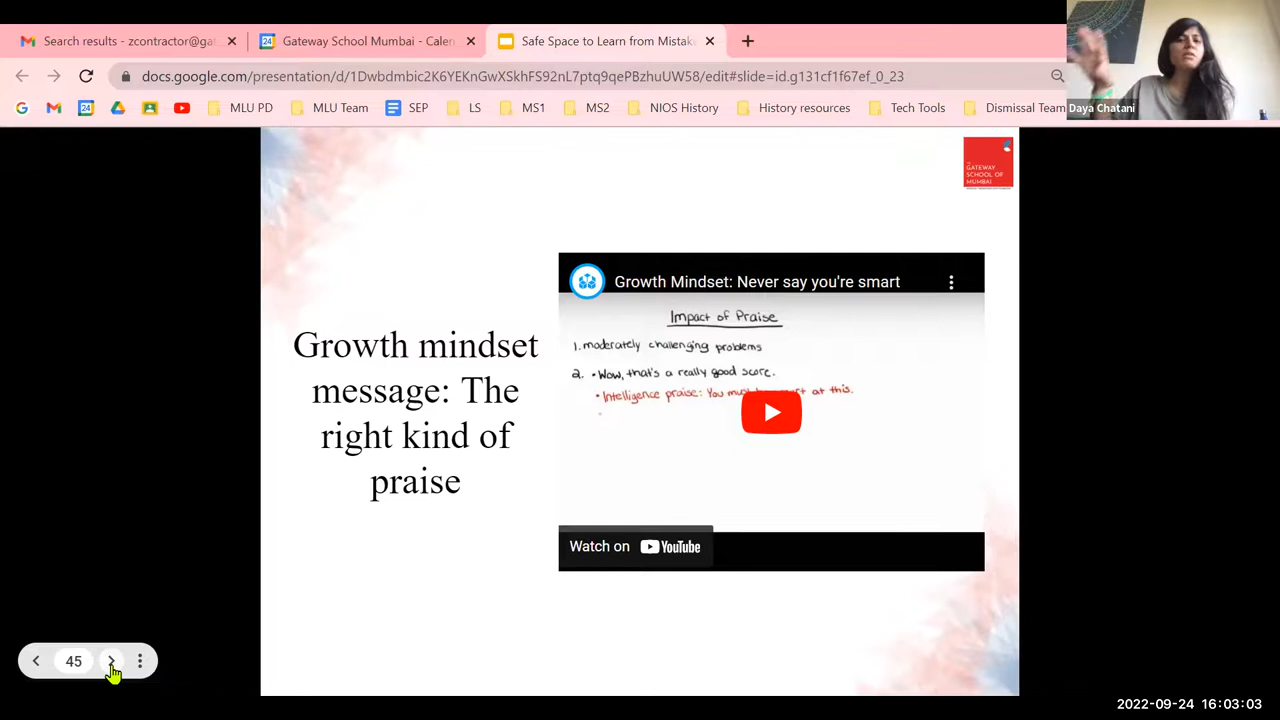 Search results - zcontractor@ga
Gateway School Mumbai - Calen
Safe Space to Learn from Mistak
docs.google.com/presentation/d/1Dwbdmbic2K6YEKnGwXSkhFS92nL7ptq9qePBzhuUW58/edit#slide=id.g131cf1f67ef_0_23
MLU PD
MLU Team
SEP
LS
MS1
MS2
NIOS History
History resources
Tech Tools
Dismissal Team
Daya Chatani
THE
GATEWAY
SCHOOL OF
MUMBAI
Growth mindset
message: The
right kind of
praise
Growth Mindset: Never say you're smart
Impact of Praise
1. moderately challenging problems
2. • Wow, that's a really good score.
• Intelligence praise: You must at this.
Watch on YouTube
45
2022-09-24 16:03:03